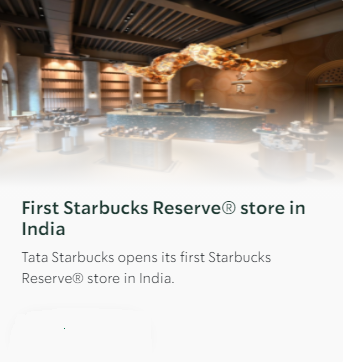 First Starbucks Reserve® store in
India
Tata Starbucks opens its first Starbucks
Reserve® store in India.